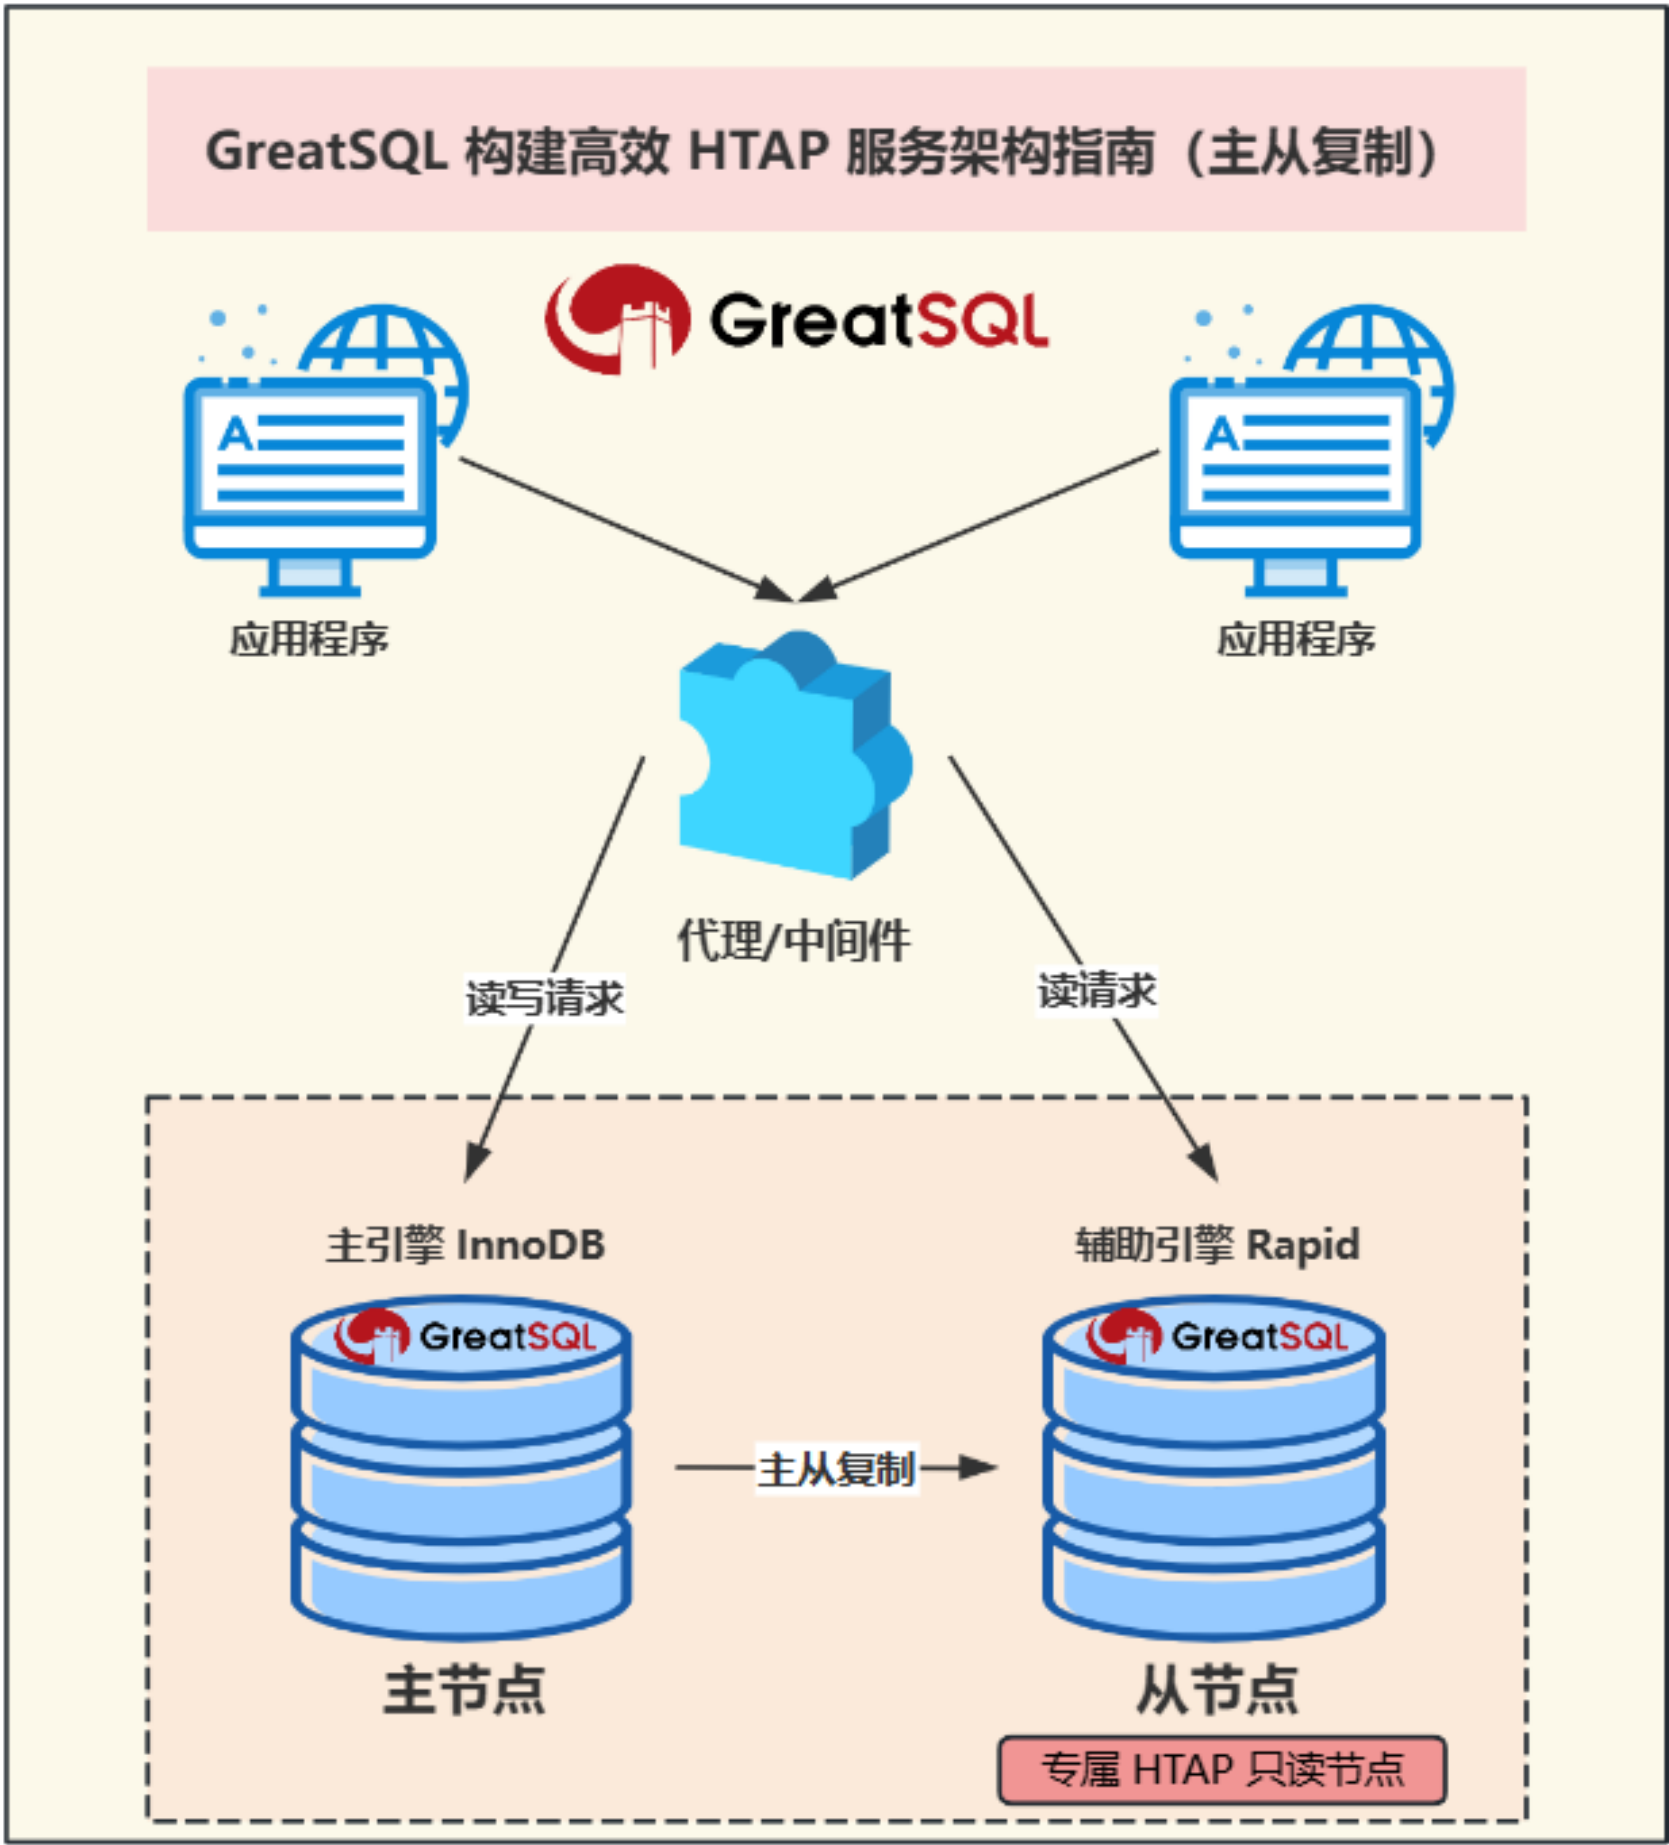 GreatSQL 构建高效 HTAP 服务架构指南（主从复制）
GreatSQL
应用程序
应用程序
代理/中间件
读写请求
读请求
主引擎 InnoDB
辅助引擎 Rapid
GreatSQL
GreatSQL
主从复制
主节点
从节点
专属 HTAP 只读节点